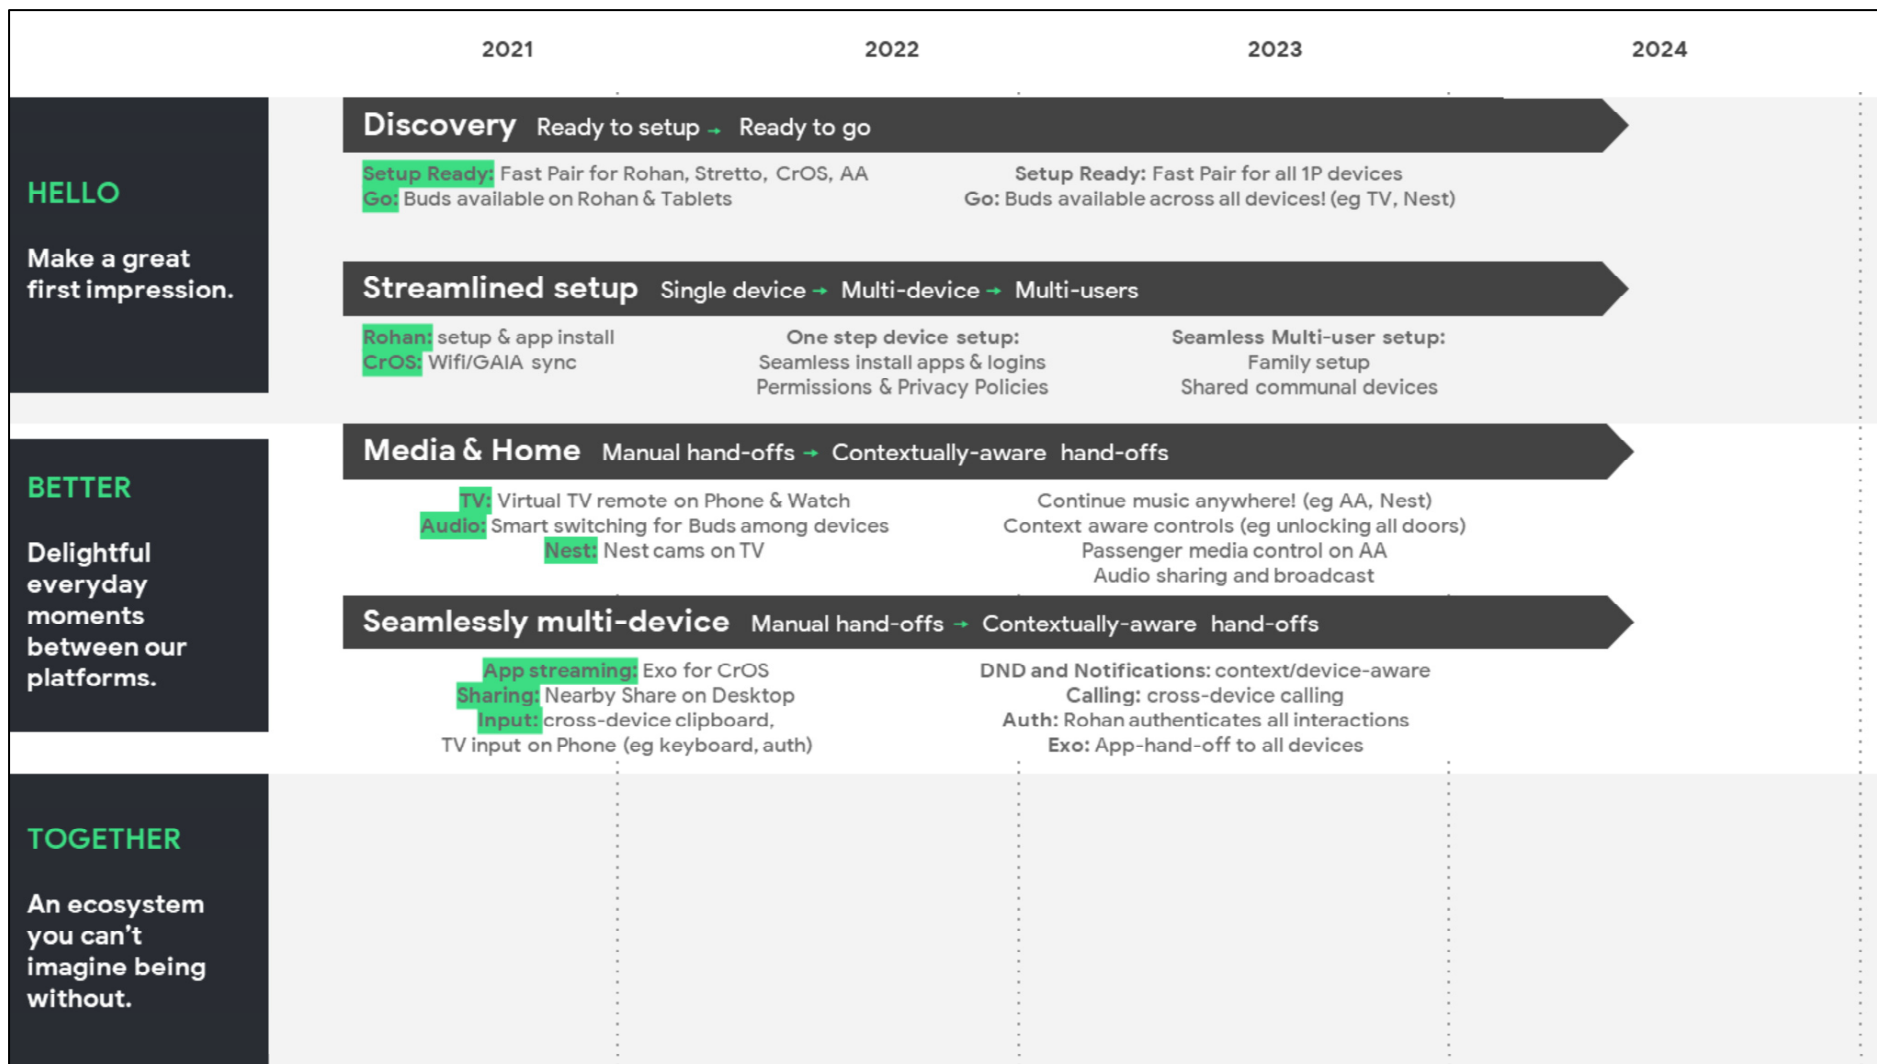 2021 2022 2023 2024
HELLO
Make a great
first impression.
Discovery Ready to setup → Ready to go
Setup Ready: Fast Pair for Rohan, Stretto, CrOS, AA
Go: Buds available on Rohan & Tablets
Setup Ready: Fast Pair for all 1P devices
Go: Buds available across all devices! (eg TV, Nest)
Streamlined setup Single device → Multi-device → Multi-users
Rohan: setup & app install
CrOS: Wifi/GAIA sync
One step device setup:
Seamless install apps & logins
Permissions & Privacy Policies
Seamless Multi-user setup:
Family setup
Shared communal devices
BETTER
Delightful
everyday
moments
between our
platforms.
Media & Home Manual hand-offs → Contextually-aware hand-offs
TV: Virtual TV remote on Phone & Watch
Audio: Smart switching for Buds among devices
Nest: Nest cams on TV
Continue music anywhere! (eg AA, Nest)
Context aware controls (eg unlocking all doors)
Passenger media control on AA
Audio sharing and broadcast
Seamlessly multi-device Manual hand-offs → Contextually-aware hand-offs
App streaming: Exo for CrOS
Sharing: Nearby Share on Desktop
Input: cross-device clipboard,
TV input on Phone (eg keyboard, auth)
DND and Notifications: context/device-aware
Calling: cross-device calling
Auth: Rohan authenticates all interactions
Exo: App-hand-off to all devices
TOGETHER
An ecosystem
you can't
imagine being
without.